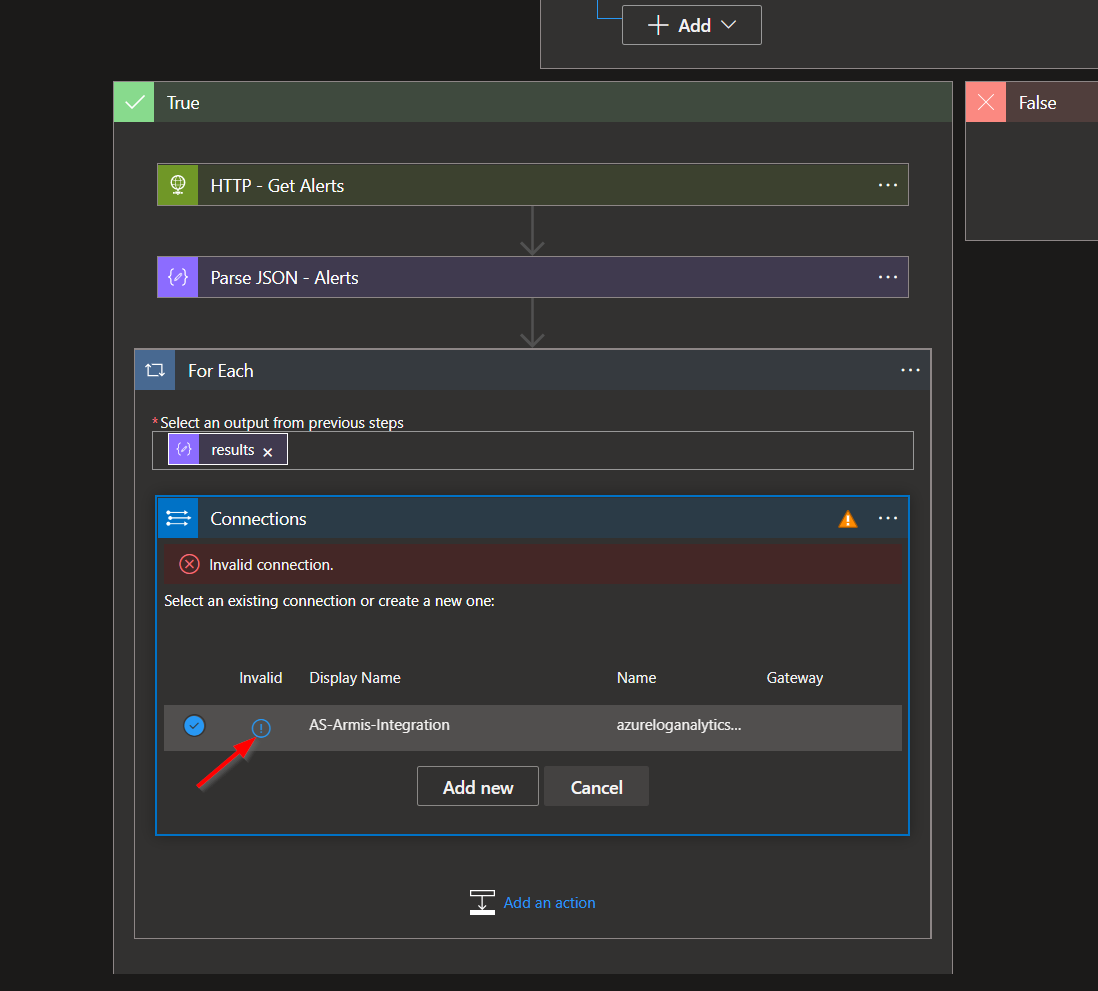 Add
True
False
HTTP - Get Alerts
Parse JSON - Alerts
For Each
*Select an output from previous steps
results
Connections
Invalid connection.
Select an existing connection or create a new one:
Invalid Display Name Name Gateway
AS-Armis-Integration azureloganalytics...
Add new Cancel
Add an action